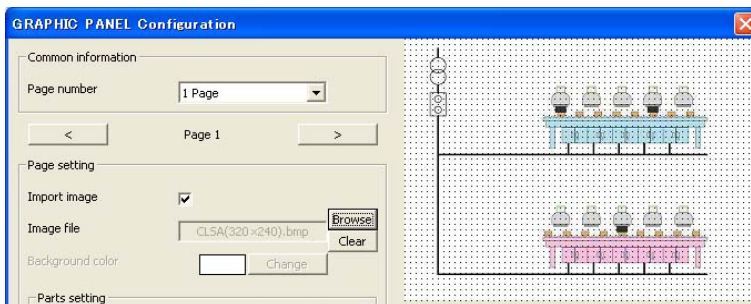 GRAPHIC PANEL Configuration
Common information
Page number
1 Page
<
Page 1
>
Page setting
Import image
Image file
CLSA(320×240).bmp
Browse
Clear
Background color
Change
Parts setting